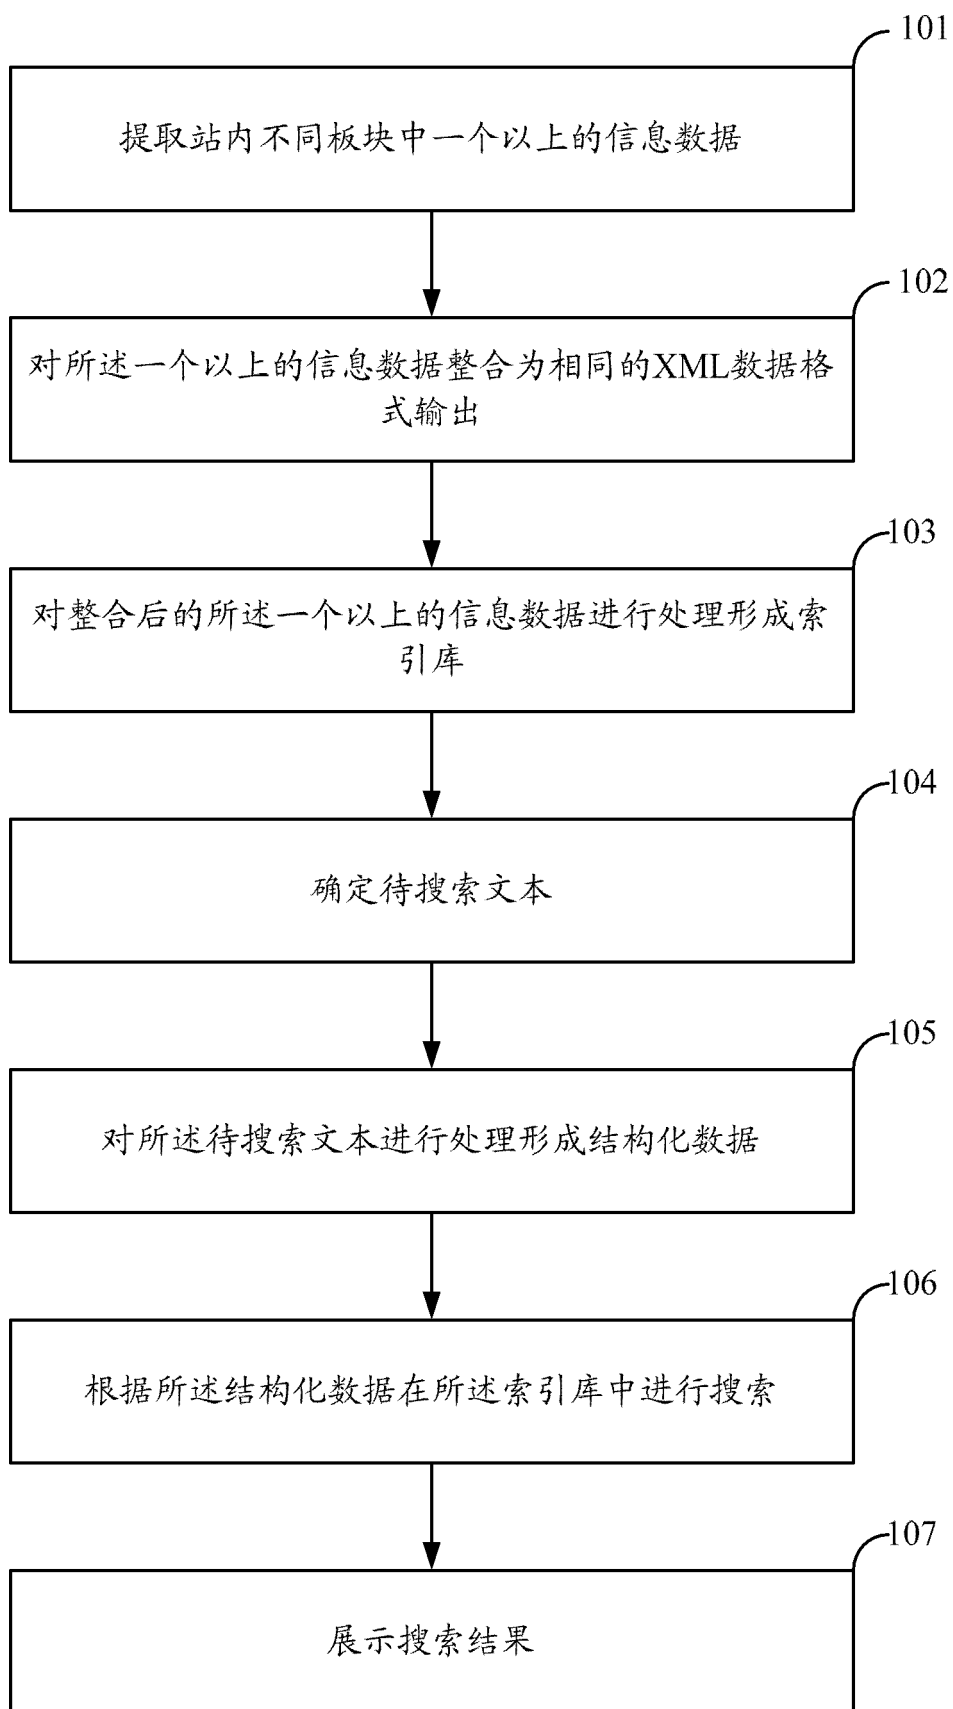 101
提取站内不同板块中一个以上的信息数据
102
对所述一个以上的信息数据整合为相同的XML数据格
式输出
103
对整合后的所述一个以上的信息数据进行处理形成索
引库
104
确定待搜索文本
105
对所述待搜索文本进行处理形成结构化数据
106
根据所述结构化数据在所述索引库中进行搜索
107
展示搜索结果